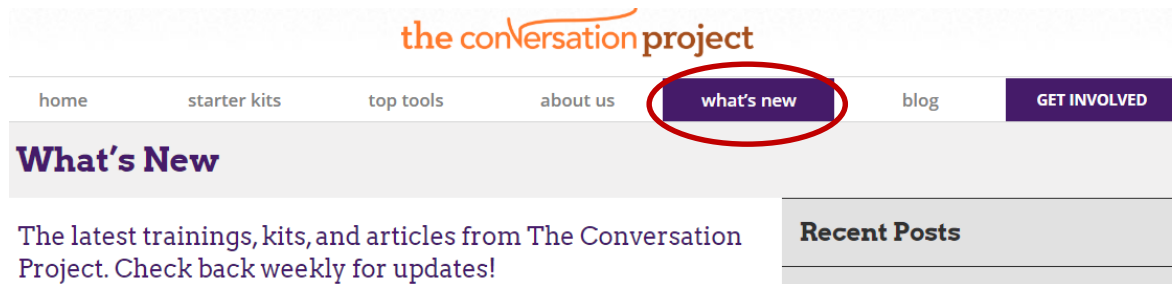 the conversation project
home starter kits top tools about us what's new blog GET INVOLVED
What's New
The latest trainings, kits, and articles from The Conversation
Project. Check back weekly for updates!
Recent Posts